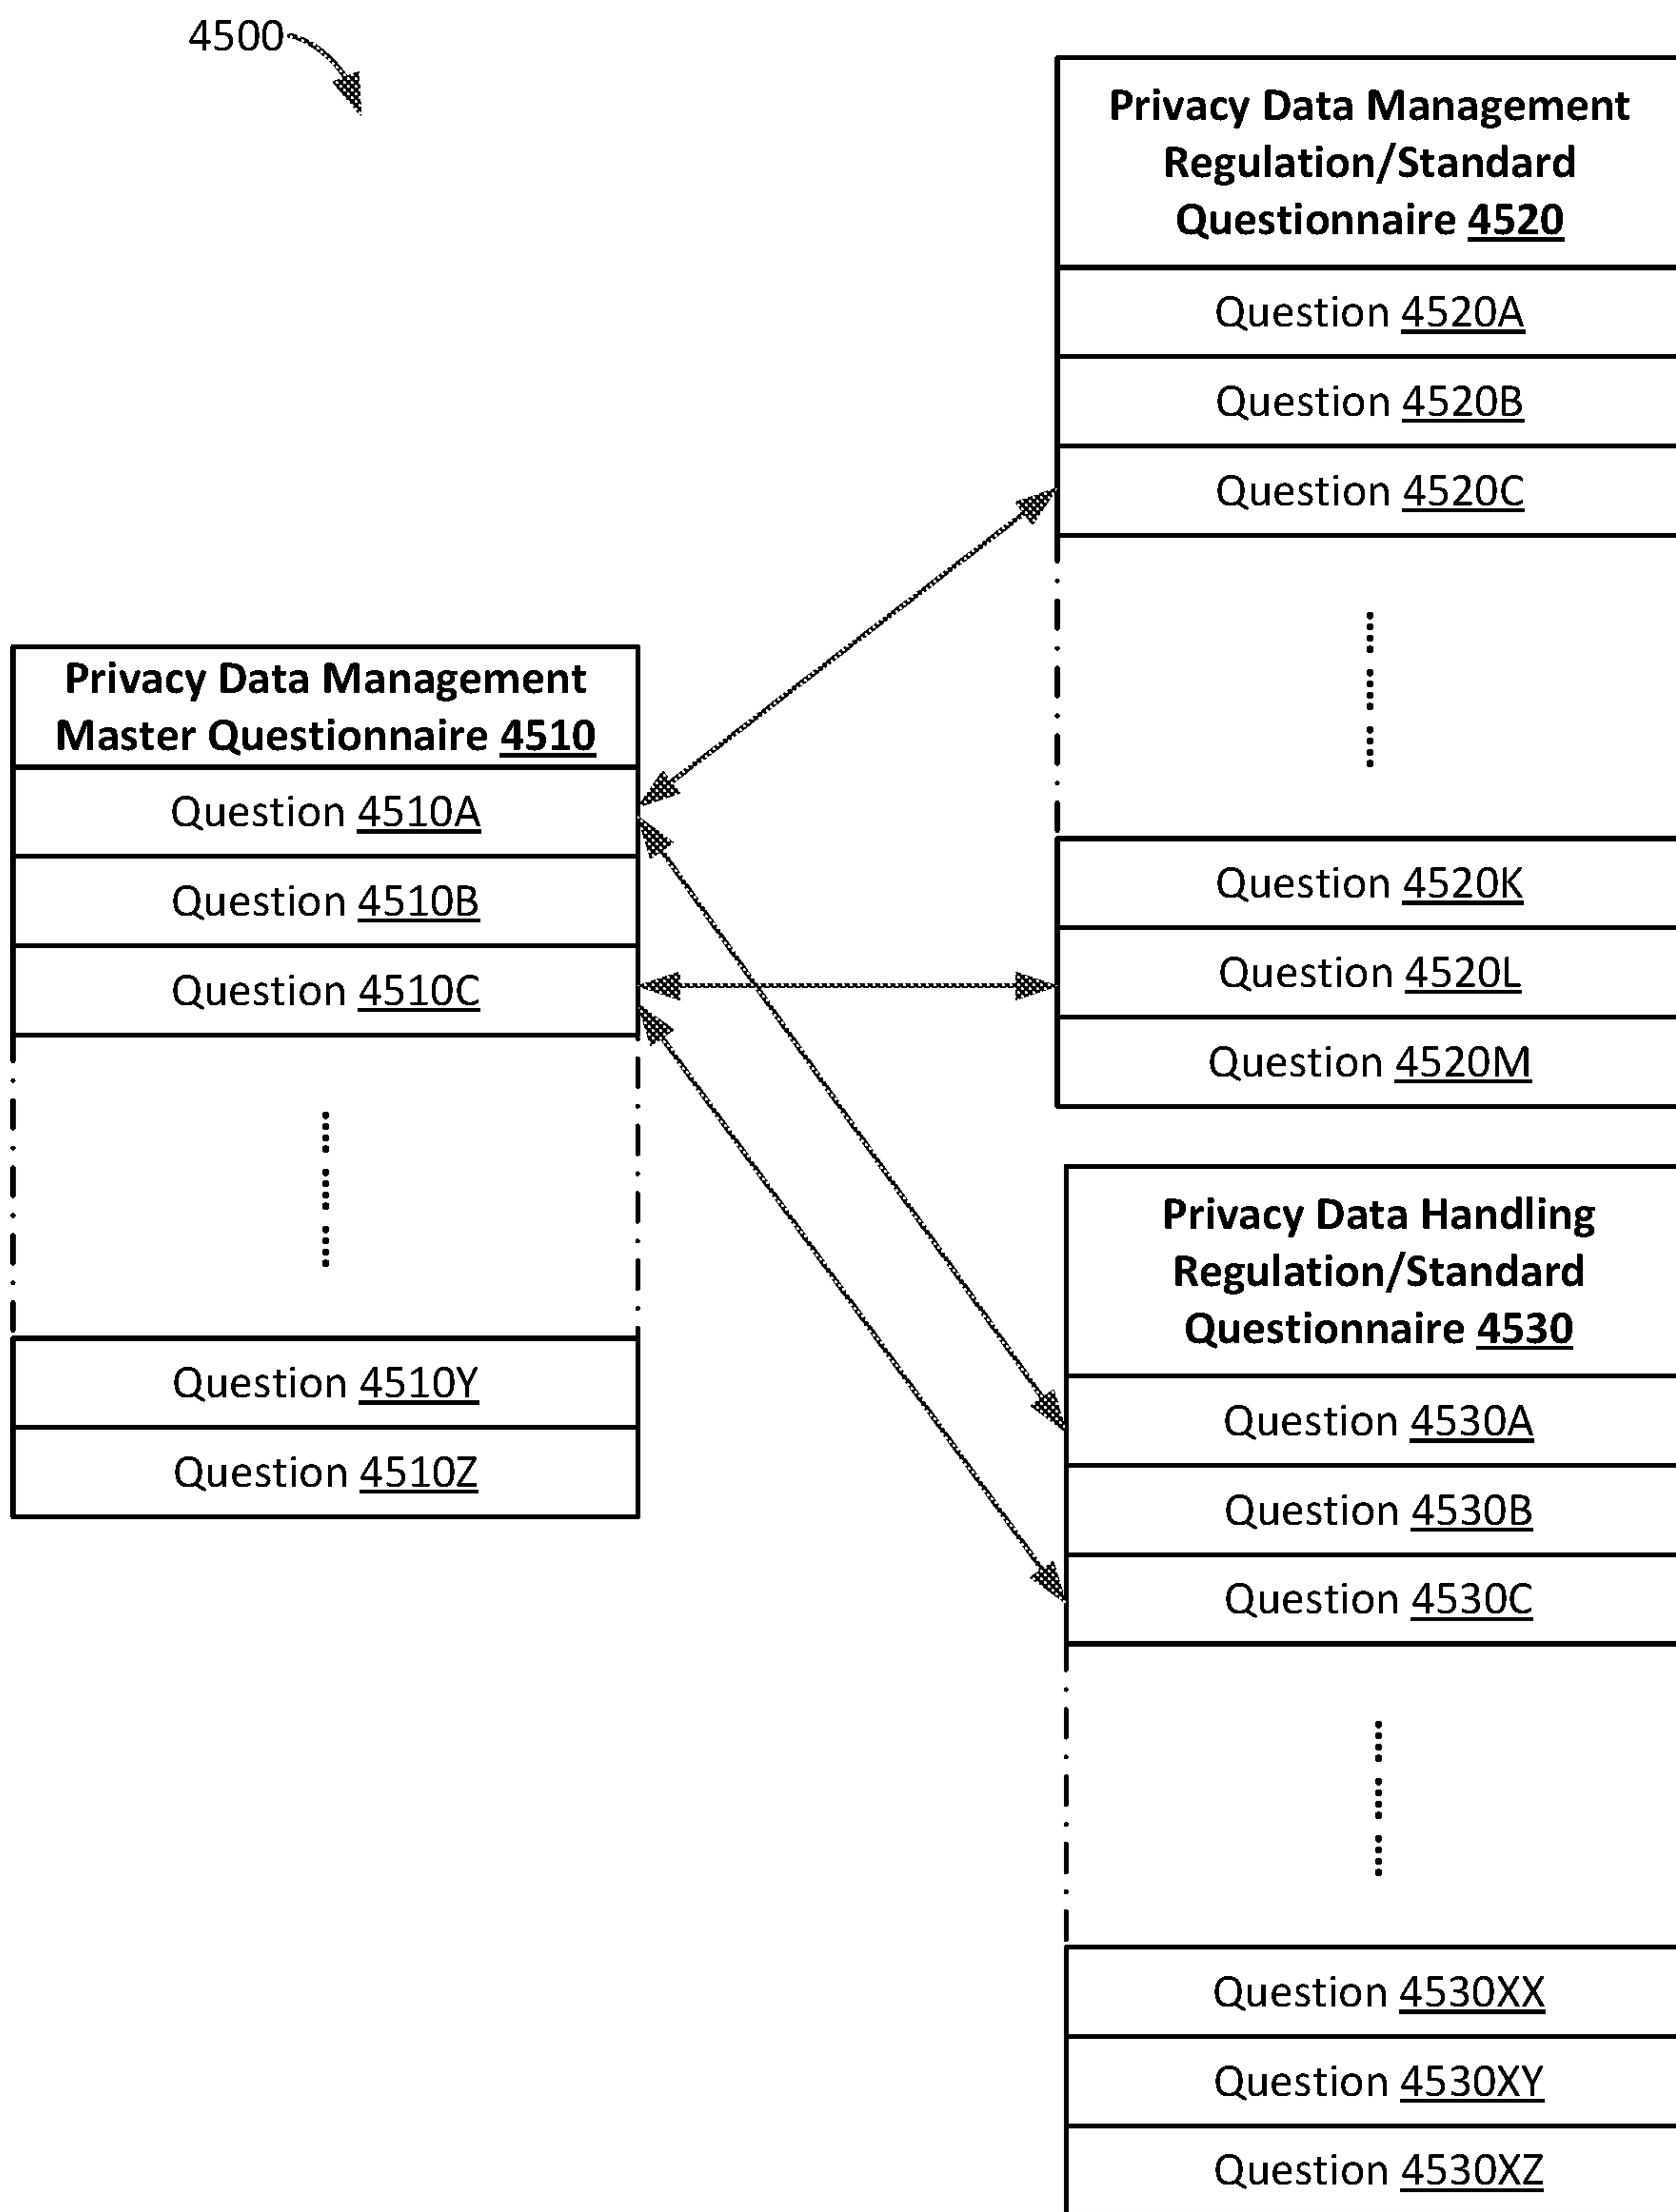 4500
Privacy Data Management
Master Questionnaire 4510
Question 4510A
Question 4510B
Question 4510C
Question 4510Y
Question 4510Z
Privacy Data Management
Regulation/Standard
Questionnaire 4520
Question 4520A
Question 4520B
Question 4520C
Question 4520K
Question 4520L
Question 4520M
Privacy Data Handling
Regulation/Standard
Questionnaire 4530
Question 4530A
Question 4530B
Question 4530C
Question 4530XX
Question 4530XY
Question 4530XZ